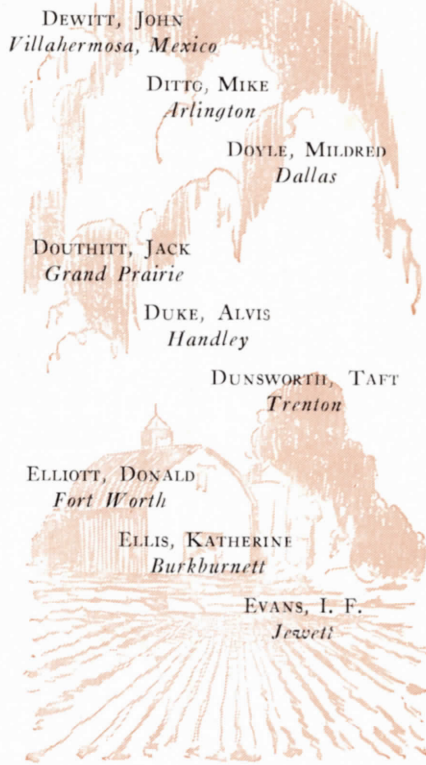 DEWITT, JOHN
Villahermosa, Mexico
DITTO, MIKE
Arlington
DOYLE, MILDRED
Dallas
DOUTHITT, JACK
Grand Prairie
DUKE, ALVIS
Handley
DUNSWORTH, TAFT
Trenton
ELLIOTT, DONALD
Fort Worth
ELLIS, KATHERINE
Burkburnett
EVANS, I. F.
Jewett